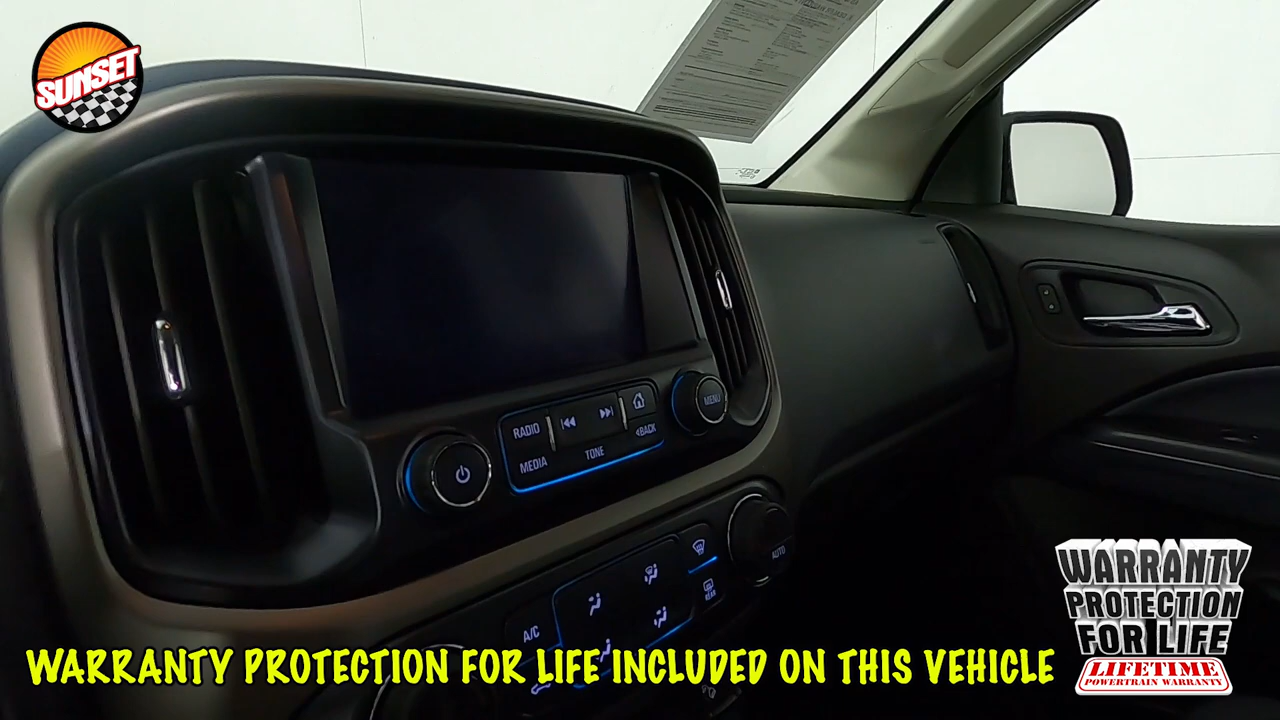 SUNSET
RADIO
MEDIA
TONE
<BACK
MENU
AUTO
REAR
A/C
WARRANTY PROTECTION FOR LIFE INCLUDED ON THIS VEHICLE
WARRANTY
PROTECTION
FOR LIFE
LIFETIME
POWERTRAIN WARRANTY